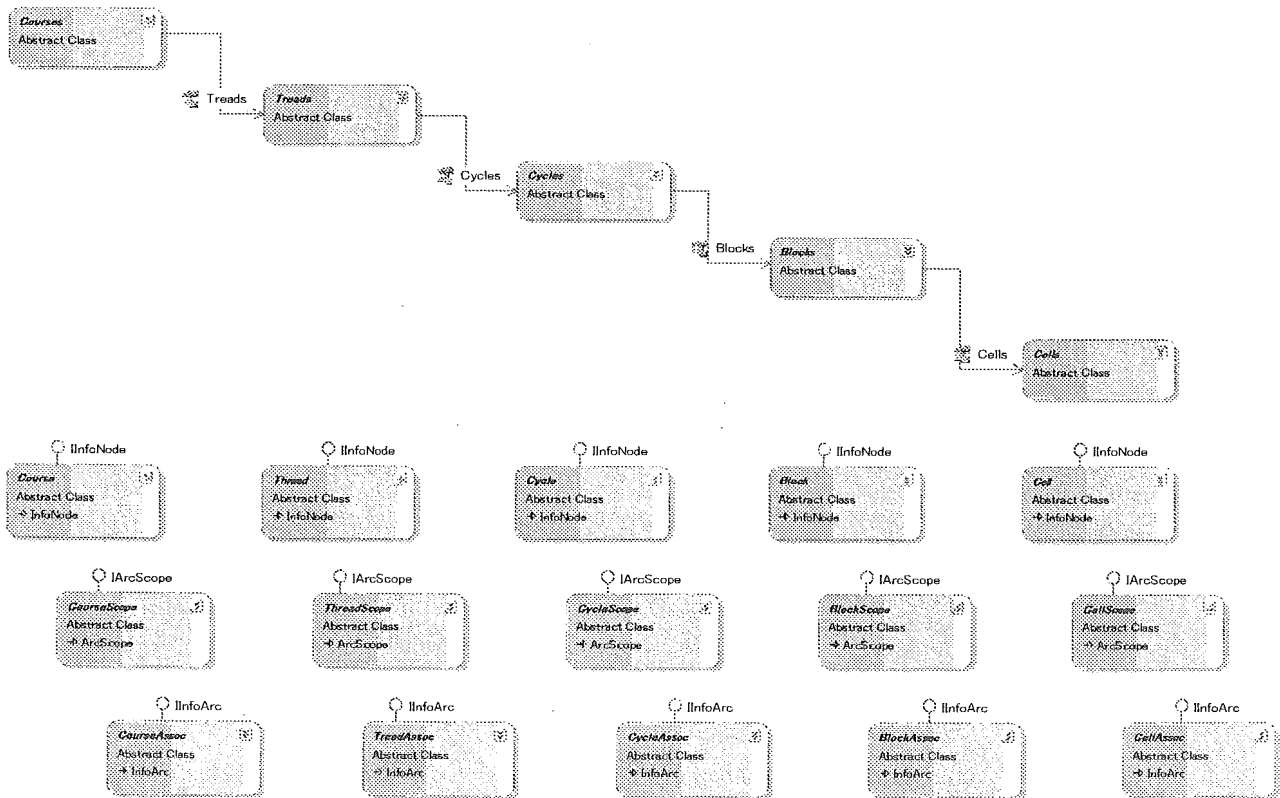 Courses
Abstract Class
Treads
Treads
Abstract Class
Cycles
Cycles
Abstract Class
Blocks
Blocks
Abstract Class
Cells
Cells
Abstract Class
IInfoNode
IInfoNode
IInfoNode
IInfoNode
IInfoNode
Course
Abstract Class
InfoNode
Thread
Abstract Class
InfoNode
Cycle
Abstract Class
InfoNode
Block
Abstract Class
InfoNode
Cell
Abstract Class
InfoNode
IArcScope
IArcScope
IArcScope
IArcScope
IArcScope
CourseScope
Abstract Class
ArcScope
ThreadScope
Abstract Class
ArcScope
CycleScope
Abstract Class
ArcScope
BlockScope
Abstract Class
ArcScope
CellScope
Abstract Class
ArcScope
IInfoArc
IInfoArc
IInfoArc
IInfoArc
IInfoArc
CourseAssoc
Abstract Class
InfoArc
TreadAssoc
Abstract Class
InfoArc
CycleAssoc
Abstract Class
InfoArc
BlockAssoc
Abstract Class
InfoArc
CellAssoc
Abstract Class
InfoArc